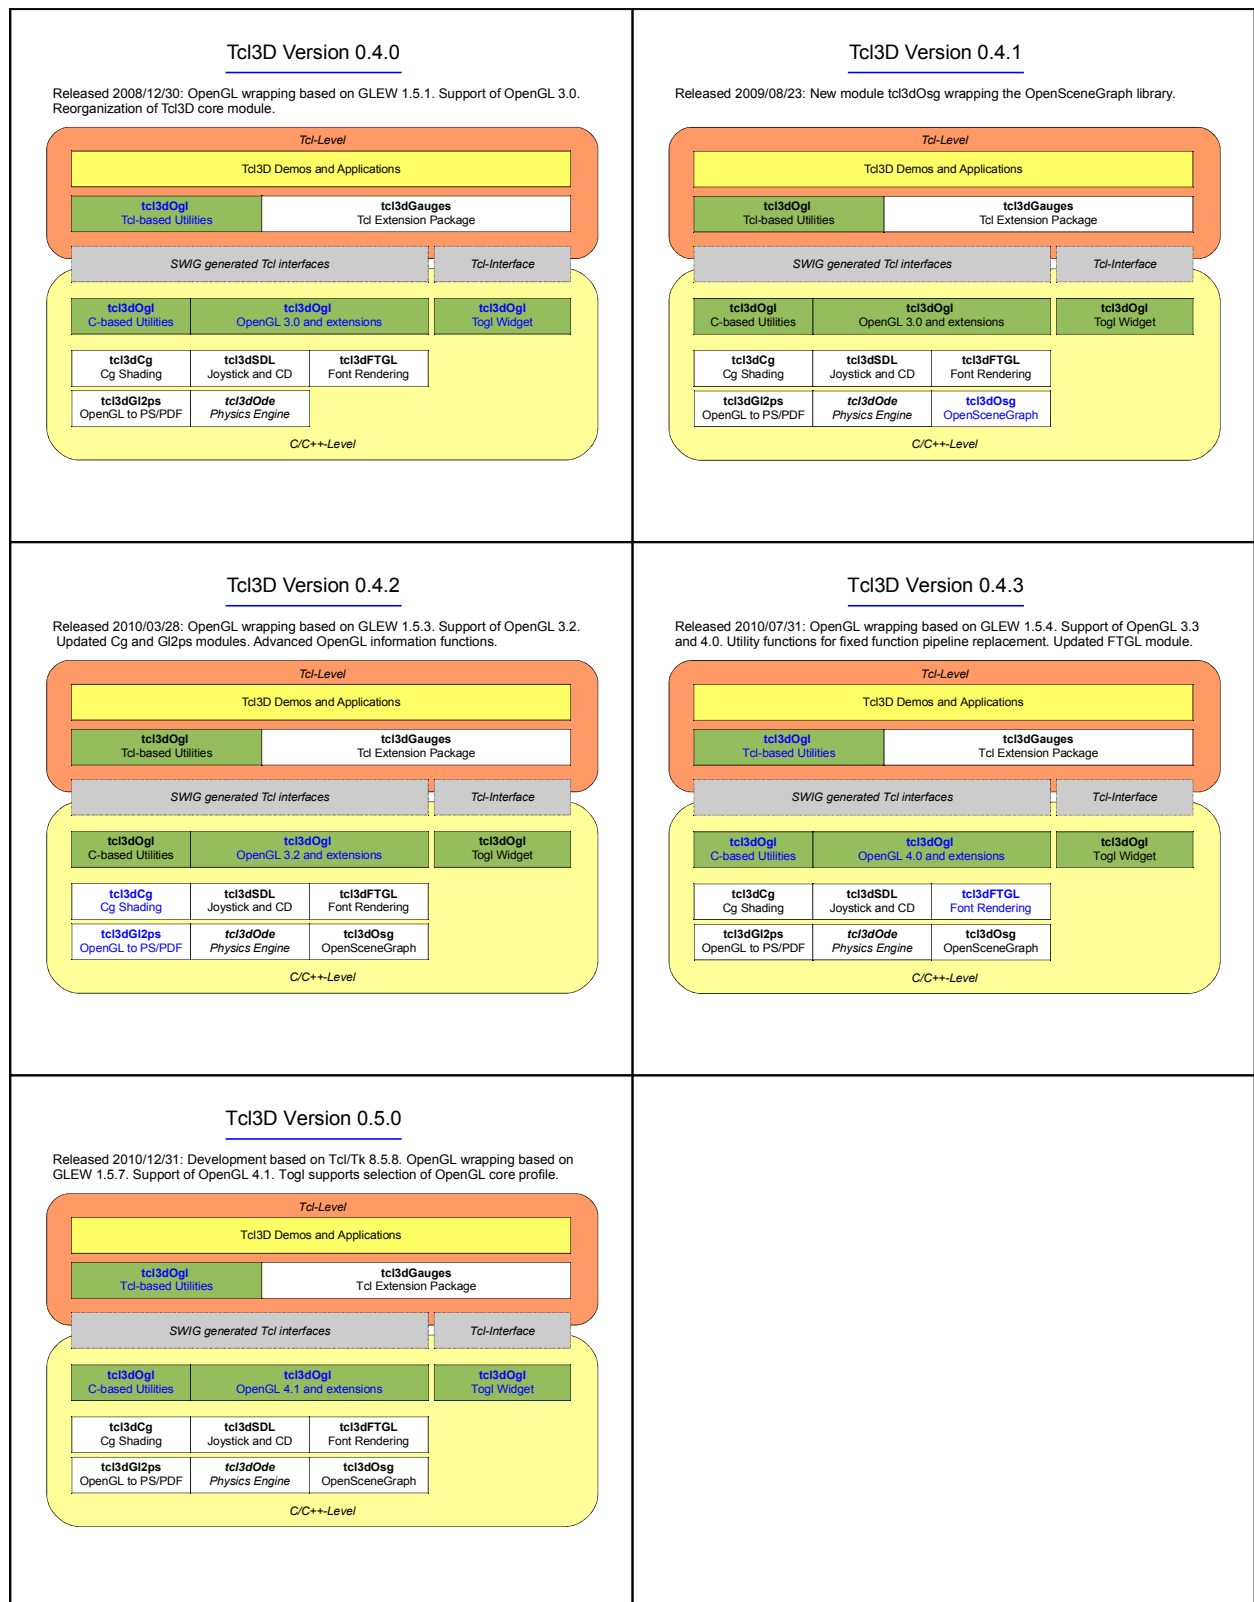 Tcl3D Version 0.4.0
Released 2008/12/30: OpenGL wrapping based on GLEW 1.5.1. Support of OpenGL 3.0.
Reorganization of Tcl3D core module.
Tcl-Level
Tcl3D Demos and Applications
tcl3dOgl
Tcl-based Utilities
tcl3dGauges
Tcl Extension Package
SWIG generated Tcl interfaces
Tcl-Interface
tcl3dOgl
C-based Utilities
tcl3dOgl
OpenGL 3.0 and extensions
tcl3dOgl
Togl Widget
tcl3dCg
Cg Shading
tcl3dSDL
Joystick and CD
tcl3dFTGL
Font Rendering
tcl3dGl2ps
OpenGL to PS/PDF
tcl3dOde
Physics Engine
C/C++-Level
Tcl3D Version 0.4.1
Released 2009/08/23: New module tcl3dOsg wrapping the OpenSceneGraph library.
Tcl-Level
Tcl3D Demos and Applications
tcl3dOgl
Tcl-based Utilities
tcl3dGauges
Tcl Extension Package
SWIG generated Tcl interfaces
Tcl-Interface
tcl3dOgl
C-based Utilities
tcl3dOgl
OpenGL 3.0 and extensions
tcl3dOgl
Togl Widget
tcl3dCg
Cg Shading
tcl3dSDL
Joystick and CD
tcl3dFTGL
Font Rendering
tcl3dGl2ps
OpenGL to PS/PDF
tcl3dOde
Physics Engine
tcl3dOsg
OpenSceneGraph
C/C++-Level
Tcl3D Version 0.4.2
Released 2010/03/28: OpenGL wrapping based on GLEW 1.5.3. Support of OpenGL 3.2.
Updated Cg and Gl2ps modules. Advanced OpenGL information functions.
Tcl-Level
Tcl3D Demos and Applications
tcl3dOgl
Tcl-based Utilities
tcl3dGauges
Tcl Extension Package
SWIG generated Tcl interfaces
Tcl-Interface
tcl3dOgl
C-based Utilities
tcl3dOgl
OpenGL 3.2 and extensions
tcl3dOgl
Togl Widget
tcl3dCg
Cg Shading
tcl3dSDL
Joystick and CD
tcl3dFTGL
Font Rendering
tcl3dGl2ps
OpenGL to PS/PDF
tcl3dOde
Physics Engine
tcl3dOsg
OpenSceneGraph
C/C++-Level
Tcl3D Version 0.4.3
Released 2010/07/31: OpenGL wrapping based on GLEW 1.5.4. Support of OpenGL 3.3
and 4.0. Utility functions for fixed function pipeline replacement. Updated FTGL module.
Tcl-Level
Tcl3D Demos and Applications
tcl3dOgl
Tcl-based Utilities
tcl3dGauges
Tcl Extension Package
SWIG generated Tcl interfaces
Tcl-Interface
tcl3dOgl
C-based Utilities
tcl3dOgl
OpenGL 4.0 and extensions
tcl3dOgl
Togl Widget
tcl3dCg
Cg Shading
tcl3dSDL
Joystick and CD
tcl3dFTGL
Font Rendering
tcl3dGl2ps
OpenGL to PS/PDF
tcl3dOde
Physics Engine
tcl3dOsg
OpenSceneGraph
C/C++-Level
Tcl3D Version 0.5.0
Released 2010/12/31: Development based on Tcl/Tk 8.5.8. OpenGL wrapping based on
GLEW 1.5.7. Support of OpenGL 4.1. Togl supports selection of OpenGL core profile.
Tcl-Level
Tcl3D Demos and Applications
tcl3dOgl
Tcl-based Utilities
tcl3dGauges
Tcl Extension Package
SWIG generated Tcl interfaces
Tcl-Interface
tcl3dOgl
C-based Utilities
tcl3dOgl
OpenGL 4.1 and extensions
tcl3dOgl
Togl Widget
tcl3dCg
Cg Shading
tcl3dSDL
Joystick and CD
tcl3dFTGL
Font Rendering
tcl3dGl2ps
OpenGL to PS/PDF
tcl3dOde
Physics Engine
tcl3dOsg
OpenSceneGraph
C/C++-Level